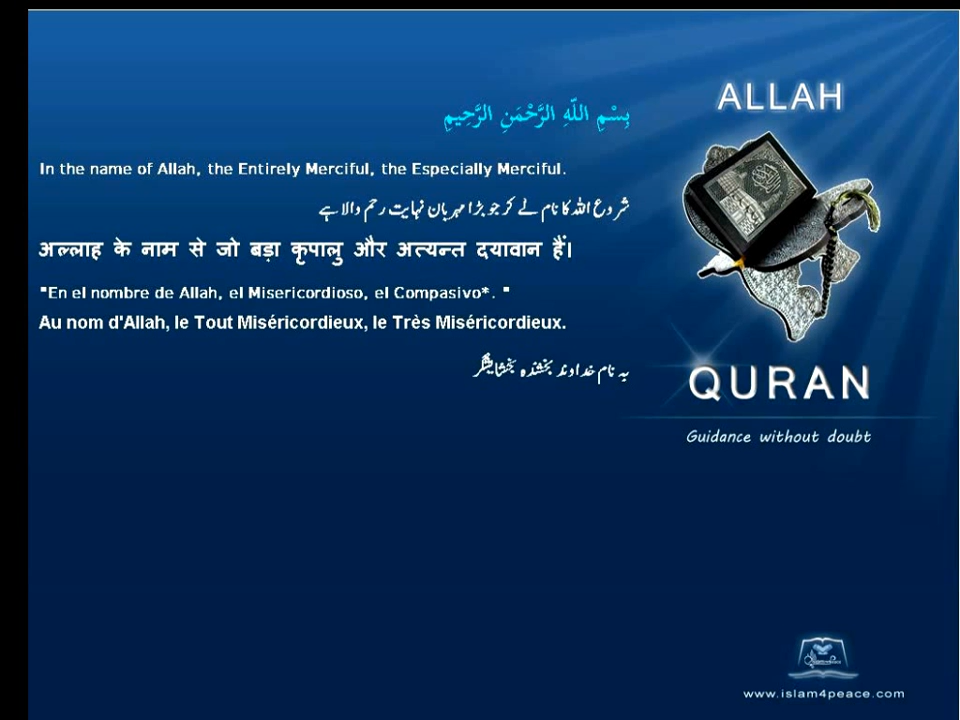 بِسْمِ اللّهِ الرَّحْمَنِ الرَّحِيمِ
In the name of Allah, the Entirely Merciful, the Especially Merciful.
شروع الله کا نام لے کر جو بڑا مہربان نہایت رحم والا ہے
अल्लाह के नाम से जो बड़ा कृपालु और अत्यन्त दयावान हैं।
"En el nombre de Allah, el Misericordioso, el Compasivo*. "
Au nom d'Allah, le Tout Miséricordieux, le Très Miséricordieux.
به نام خداوند بخشنده بخشایشگر
ALLAH
QURAN
Guidance without doubt
www.islam4peace.com